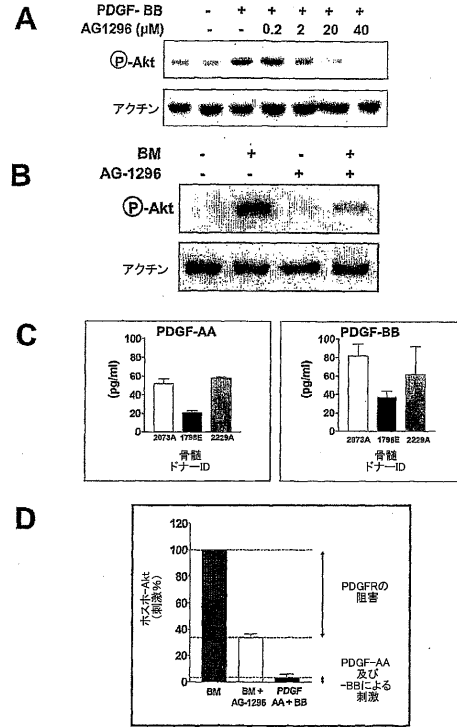 A
PDGF- BB - - + + + + +
AG1296 (µM) - - 0.2 2 20 40
Ⓟ-Akt
アクチン
B
BM - + - +
AG-1296 - - + +
Ⓟ-Akt
アクチン
C
PDGF-AA
(pg/ml)
100
80
60
40
20
0
2073A 1798E 2229A
骨髄
ドナーID
PDGF-BB
(pg/ml)
100
80
60
40
20
0
2073A 1798E 2229A
骨髄
ドナーID
D
ホスホ-Akt
(刺激%)
120
100
80
60
40
20
0
BM
BM +
AG-1296
PDGF
AA + BB
PDGFRの
阻害
PDGF-AA
及び
-BBによる
刺激